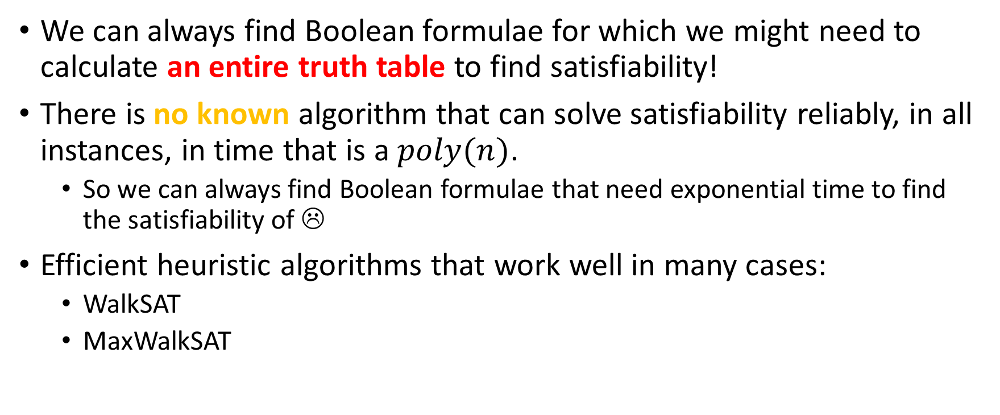 • We can always find Boolean formulae for which we might need to
calculate an entire truth table to find satisfiability!
• There is no known algorithm that can solve satisfiability reliably, in all
instances, in time that is a 𝑝𝑜𝑙𝑦(𝑛).
• So we can always find Boolean formulae that need exponential time to find
the satisfiability of ☹
• Efficient heuristic algorithms that work well in many cases:
• WalkSAT
• MaxWalkSAT